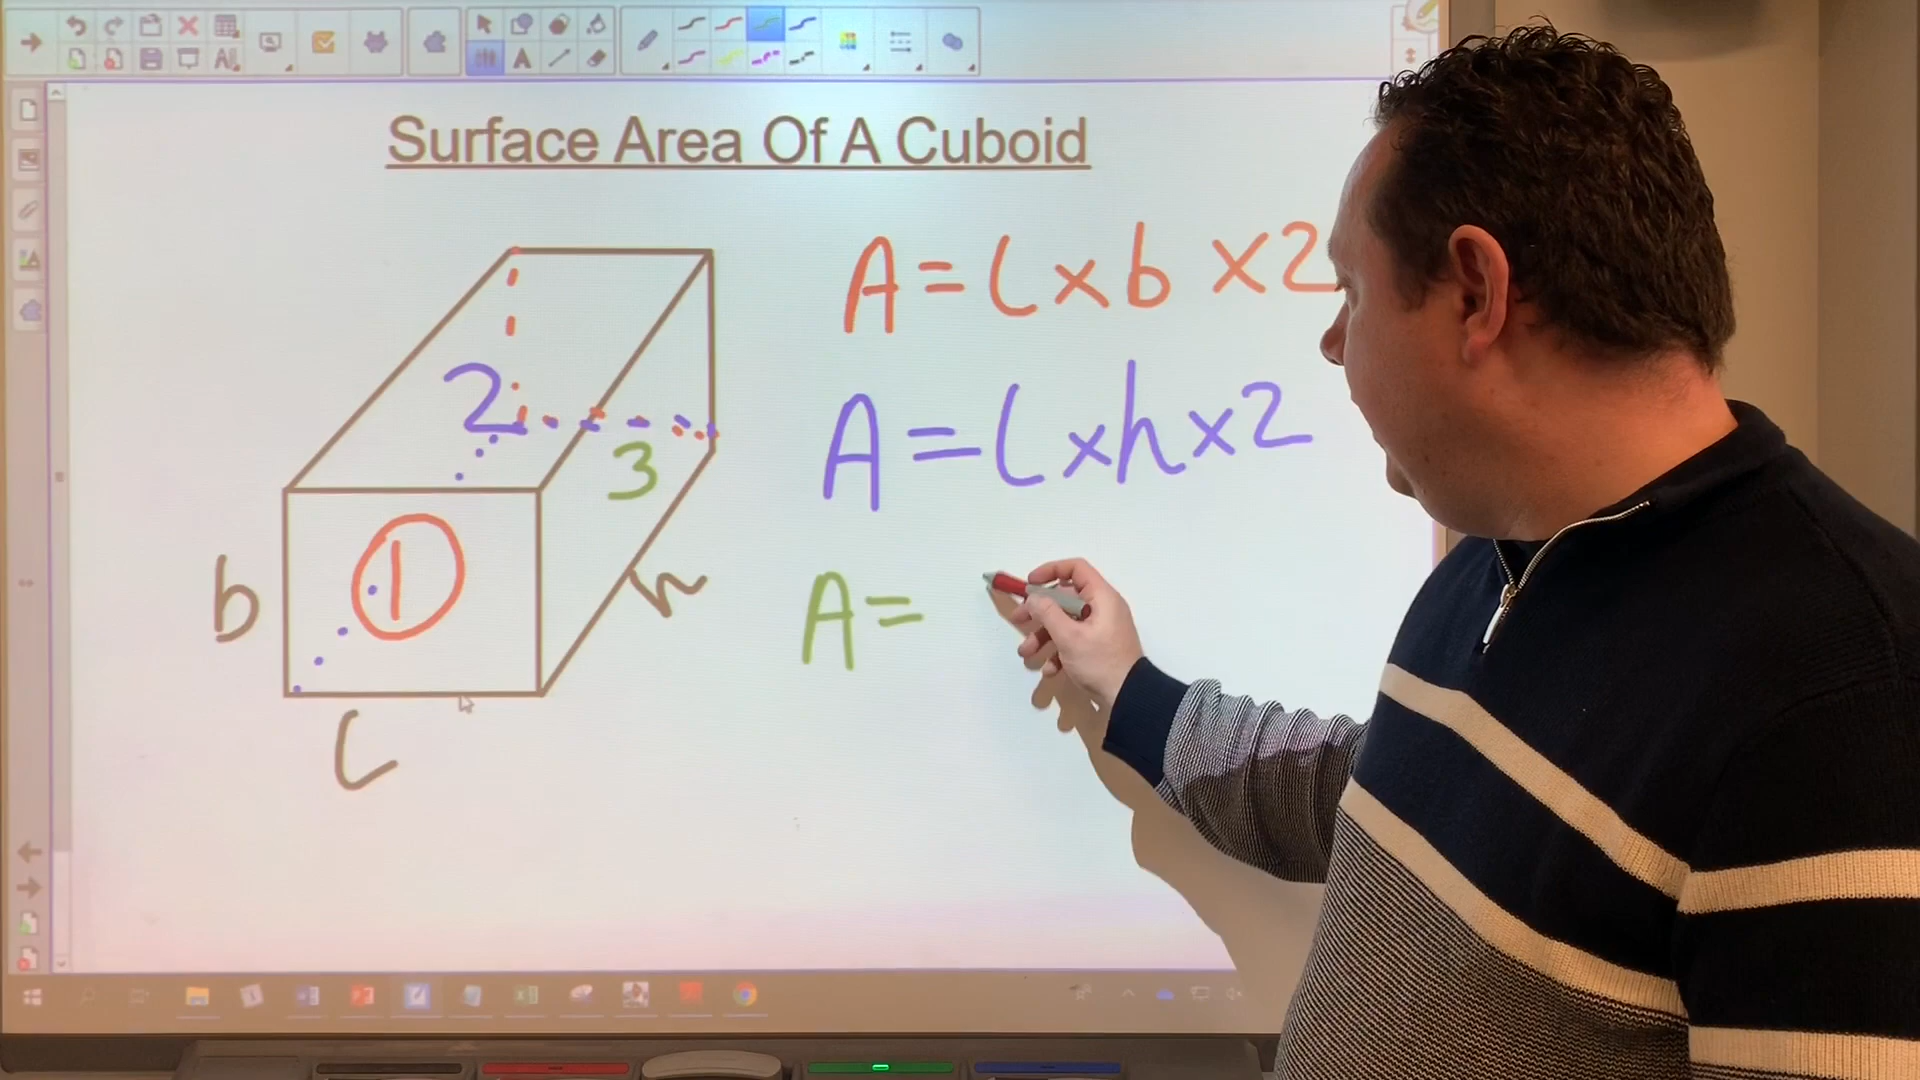 Surface Area Of A Cuboid
A = l x b x 2
A = l x h x 2
A =
2
3
1
b
h
l